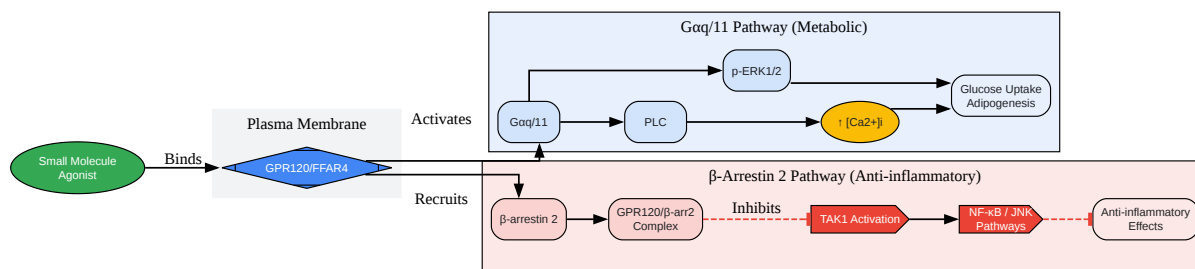 Gαq/11 Pathway (Metabolic)
p-ERK1/2
Glucose Uptake
Adipogenesis
Gαq/11
PLC
↑ [Ca2+]i
Activates
Plasma Membrane
Small Molecule
Agonist
Binds
GPR120/FFAR4
Recruits
β-Arrestin 2 Pathway (Anti-inflammatory)
β-arrestin 2
GPR120/β-arr2
Complex
Inhibits
TAK1 Activation
NF-κB / JNK
Pathways
Anti-inflammatory
Effects